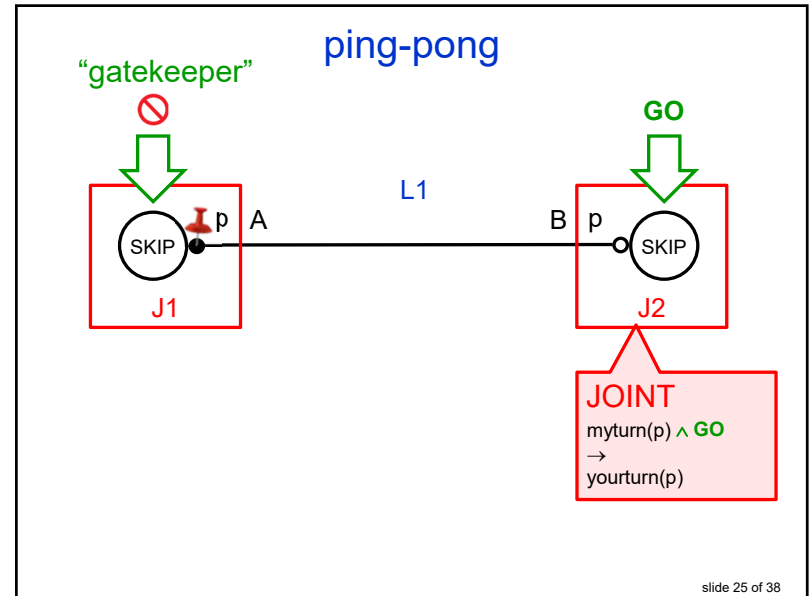 ping-pong
“gatekeeper”
GO
L1
p A
B p
SKIP
SKIP
J1
J2
JOINT
myturn(p) ∧ GO
→
yourturn(p)
slide 25 of 38